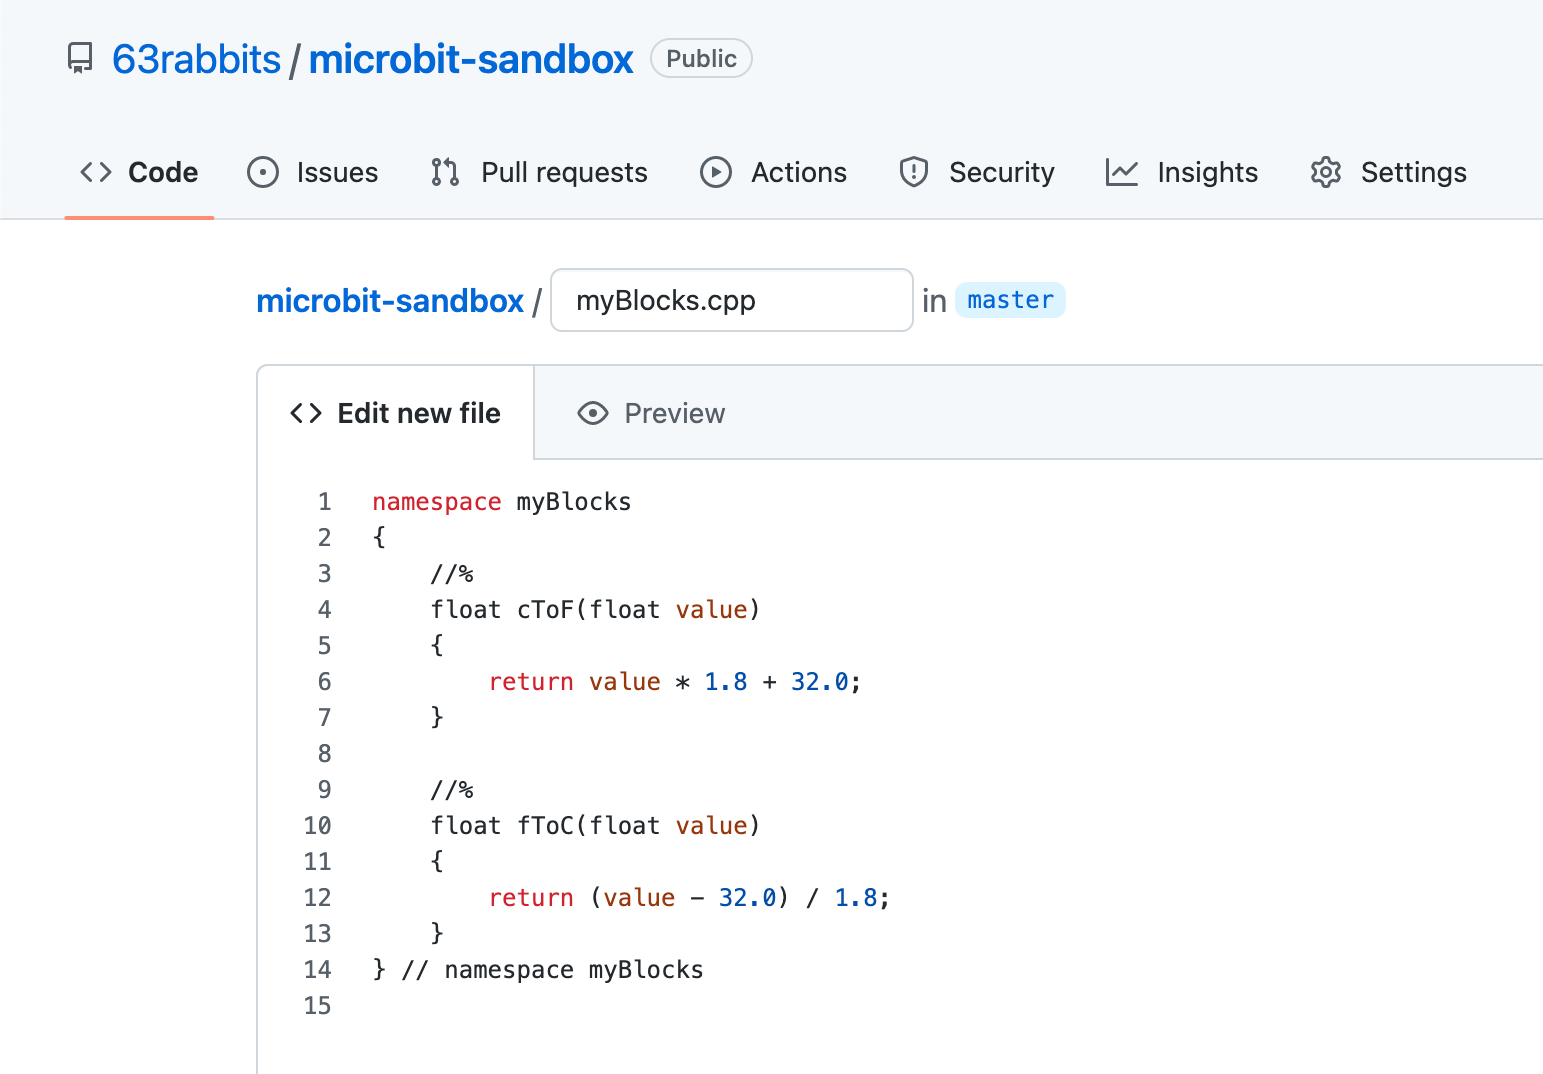 63rabbits / microbit-sandbox Public
Code Issues Pull requests Actions Security Insights Settings
microbit-sandbox / myBlocks.cpp in master
Edit new file Preview
1 namespace myBlocks
2 {
3     //%
4     float cToF(float value)
5     {
6         return value * 1.8 + 32.0;
7     }
8
9     //%
10     float fToC(float value)
11     {
12         return (value - 32.0) / 1.8;
13     }
14 } // namespace myBlocks
15